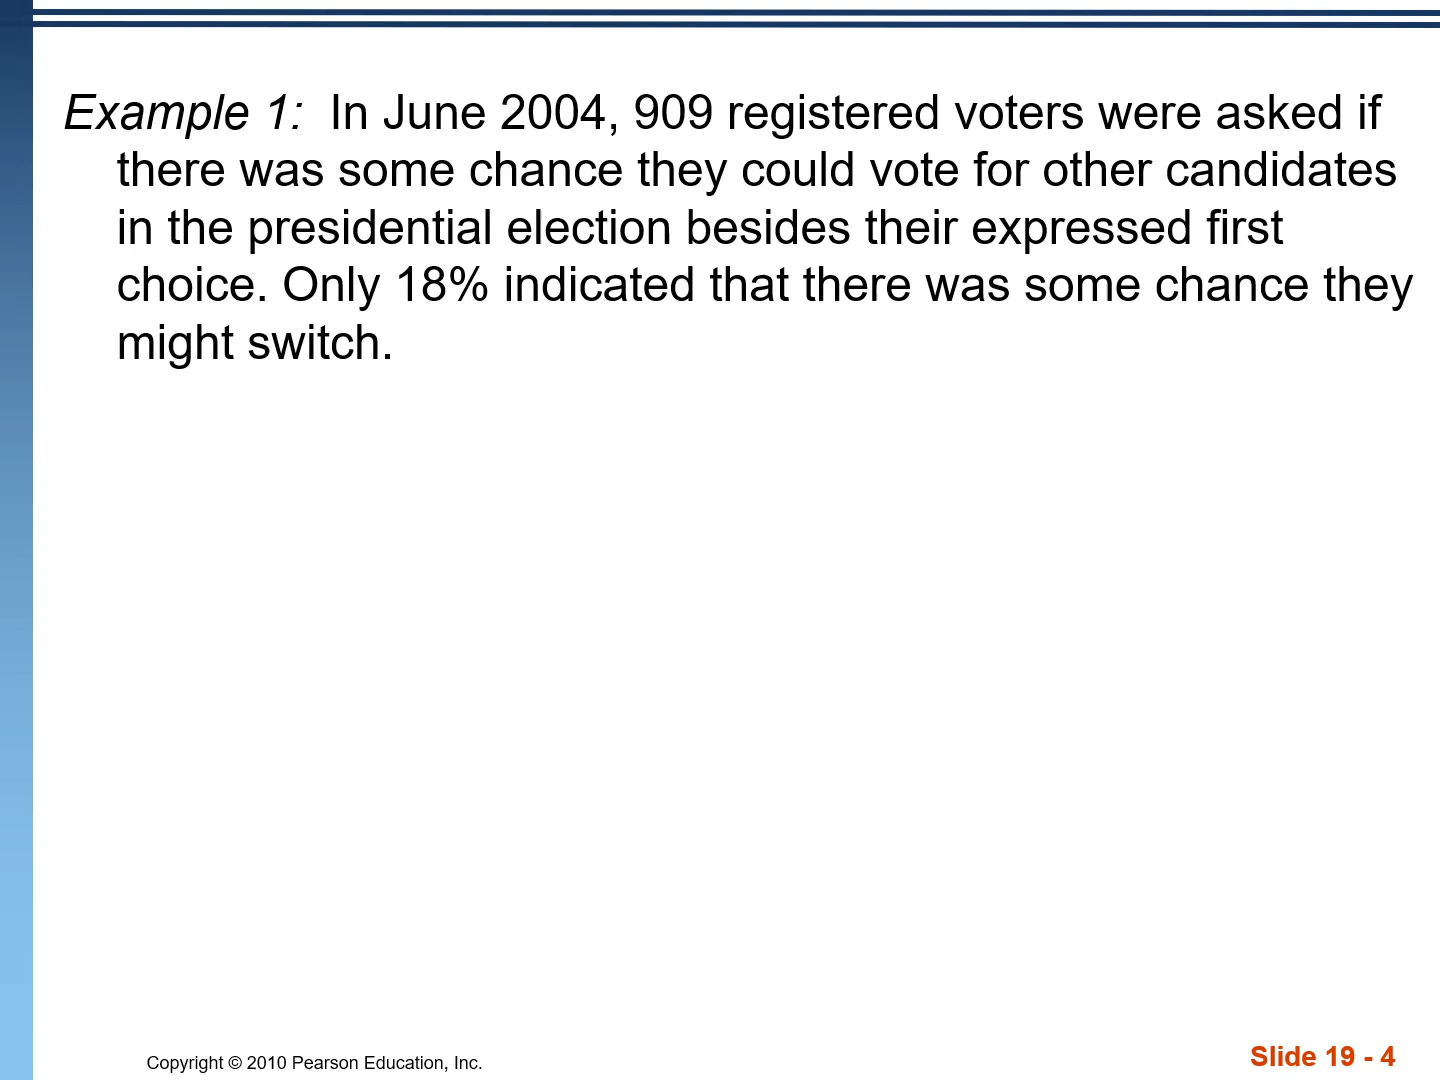 Example 1: In June 2004, 909 registered voters were asked if
there was some chance they could vote for other candidates
in the presidential election besides their expressed first
choice. Only 18% indicated that there was some chance they
might switch.
Copyright © 2010 Pearson Education, Inc.
Slide 19 - 4